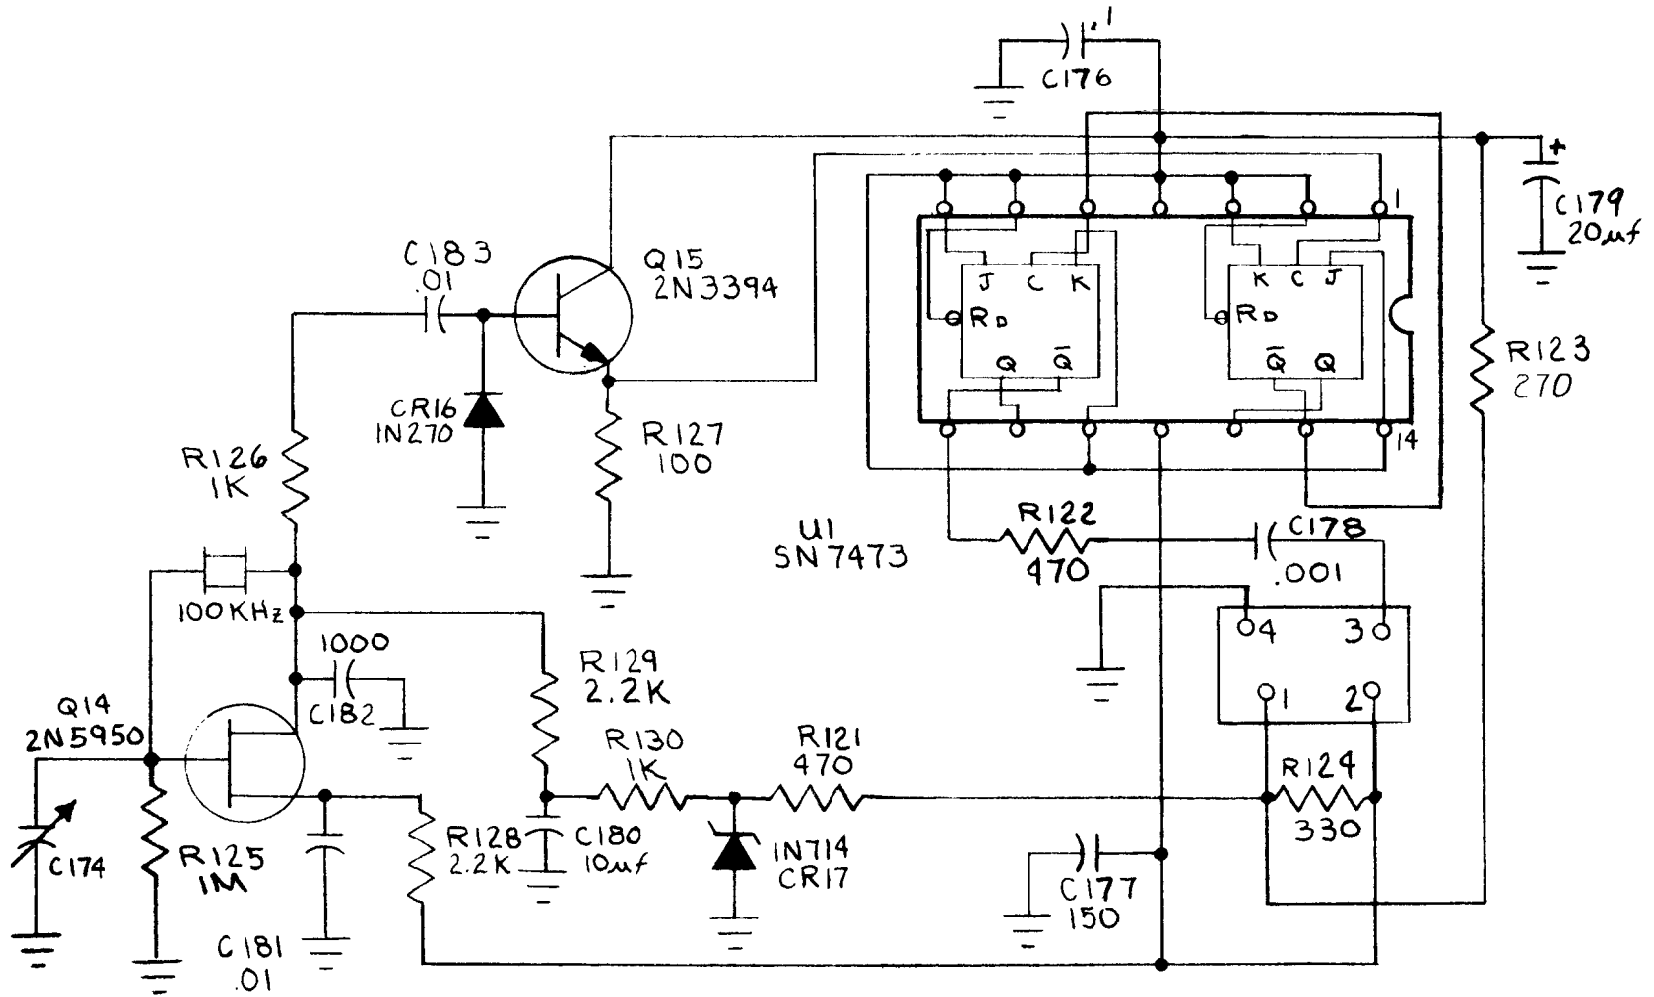 .1
C176
+
C179
20µf
1
J C K
K C J
RD
RD
Q Q̅
Q̅ Q
14
C183
.01
Q15
2N3394
CR16
1N270
R127
100
R126
1K
R123
270
U1
SN7473
R122
470
C178
.001
4 3
1 2
100KHz
1000
C182
R129
2.2K
Q14
2N5950
R130
1K
R121
470
R124
330
C174
R125
1M
R128
2.2K
C180
10µf
1N714
CR17
C177
150
C181
.01